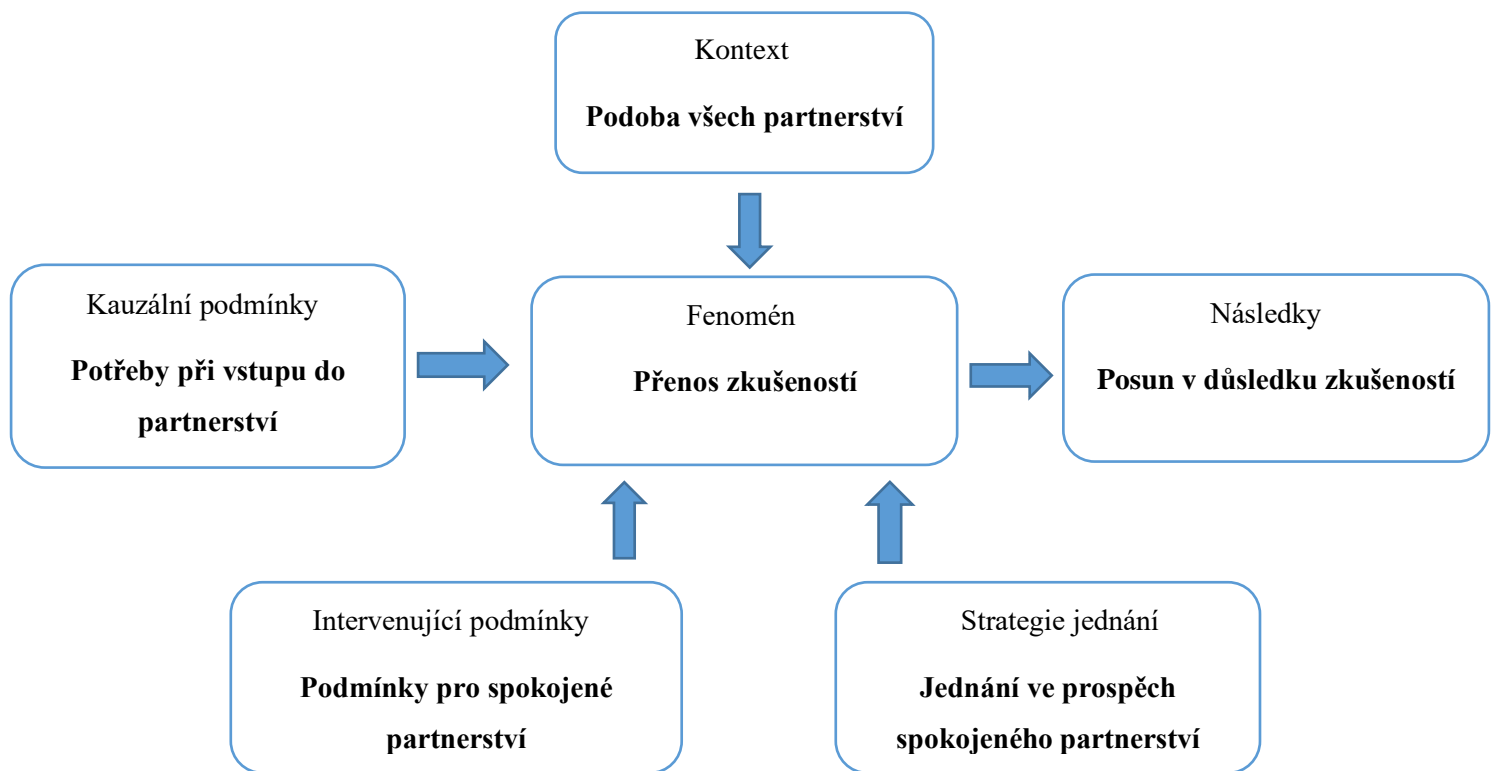 Kontext
Podoba všech partnerství
Kauzální podmínky
Potřeby při vstupu do
partnerství
Fenomén
Přenos zkušeností
Následky
Posun v důsledku zkušeností
Intervenující podmínky
Podmínky pro spokojené
partnerství
Strategie jednání
Jednání ve prospěch
spokojeného partnerství